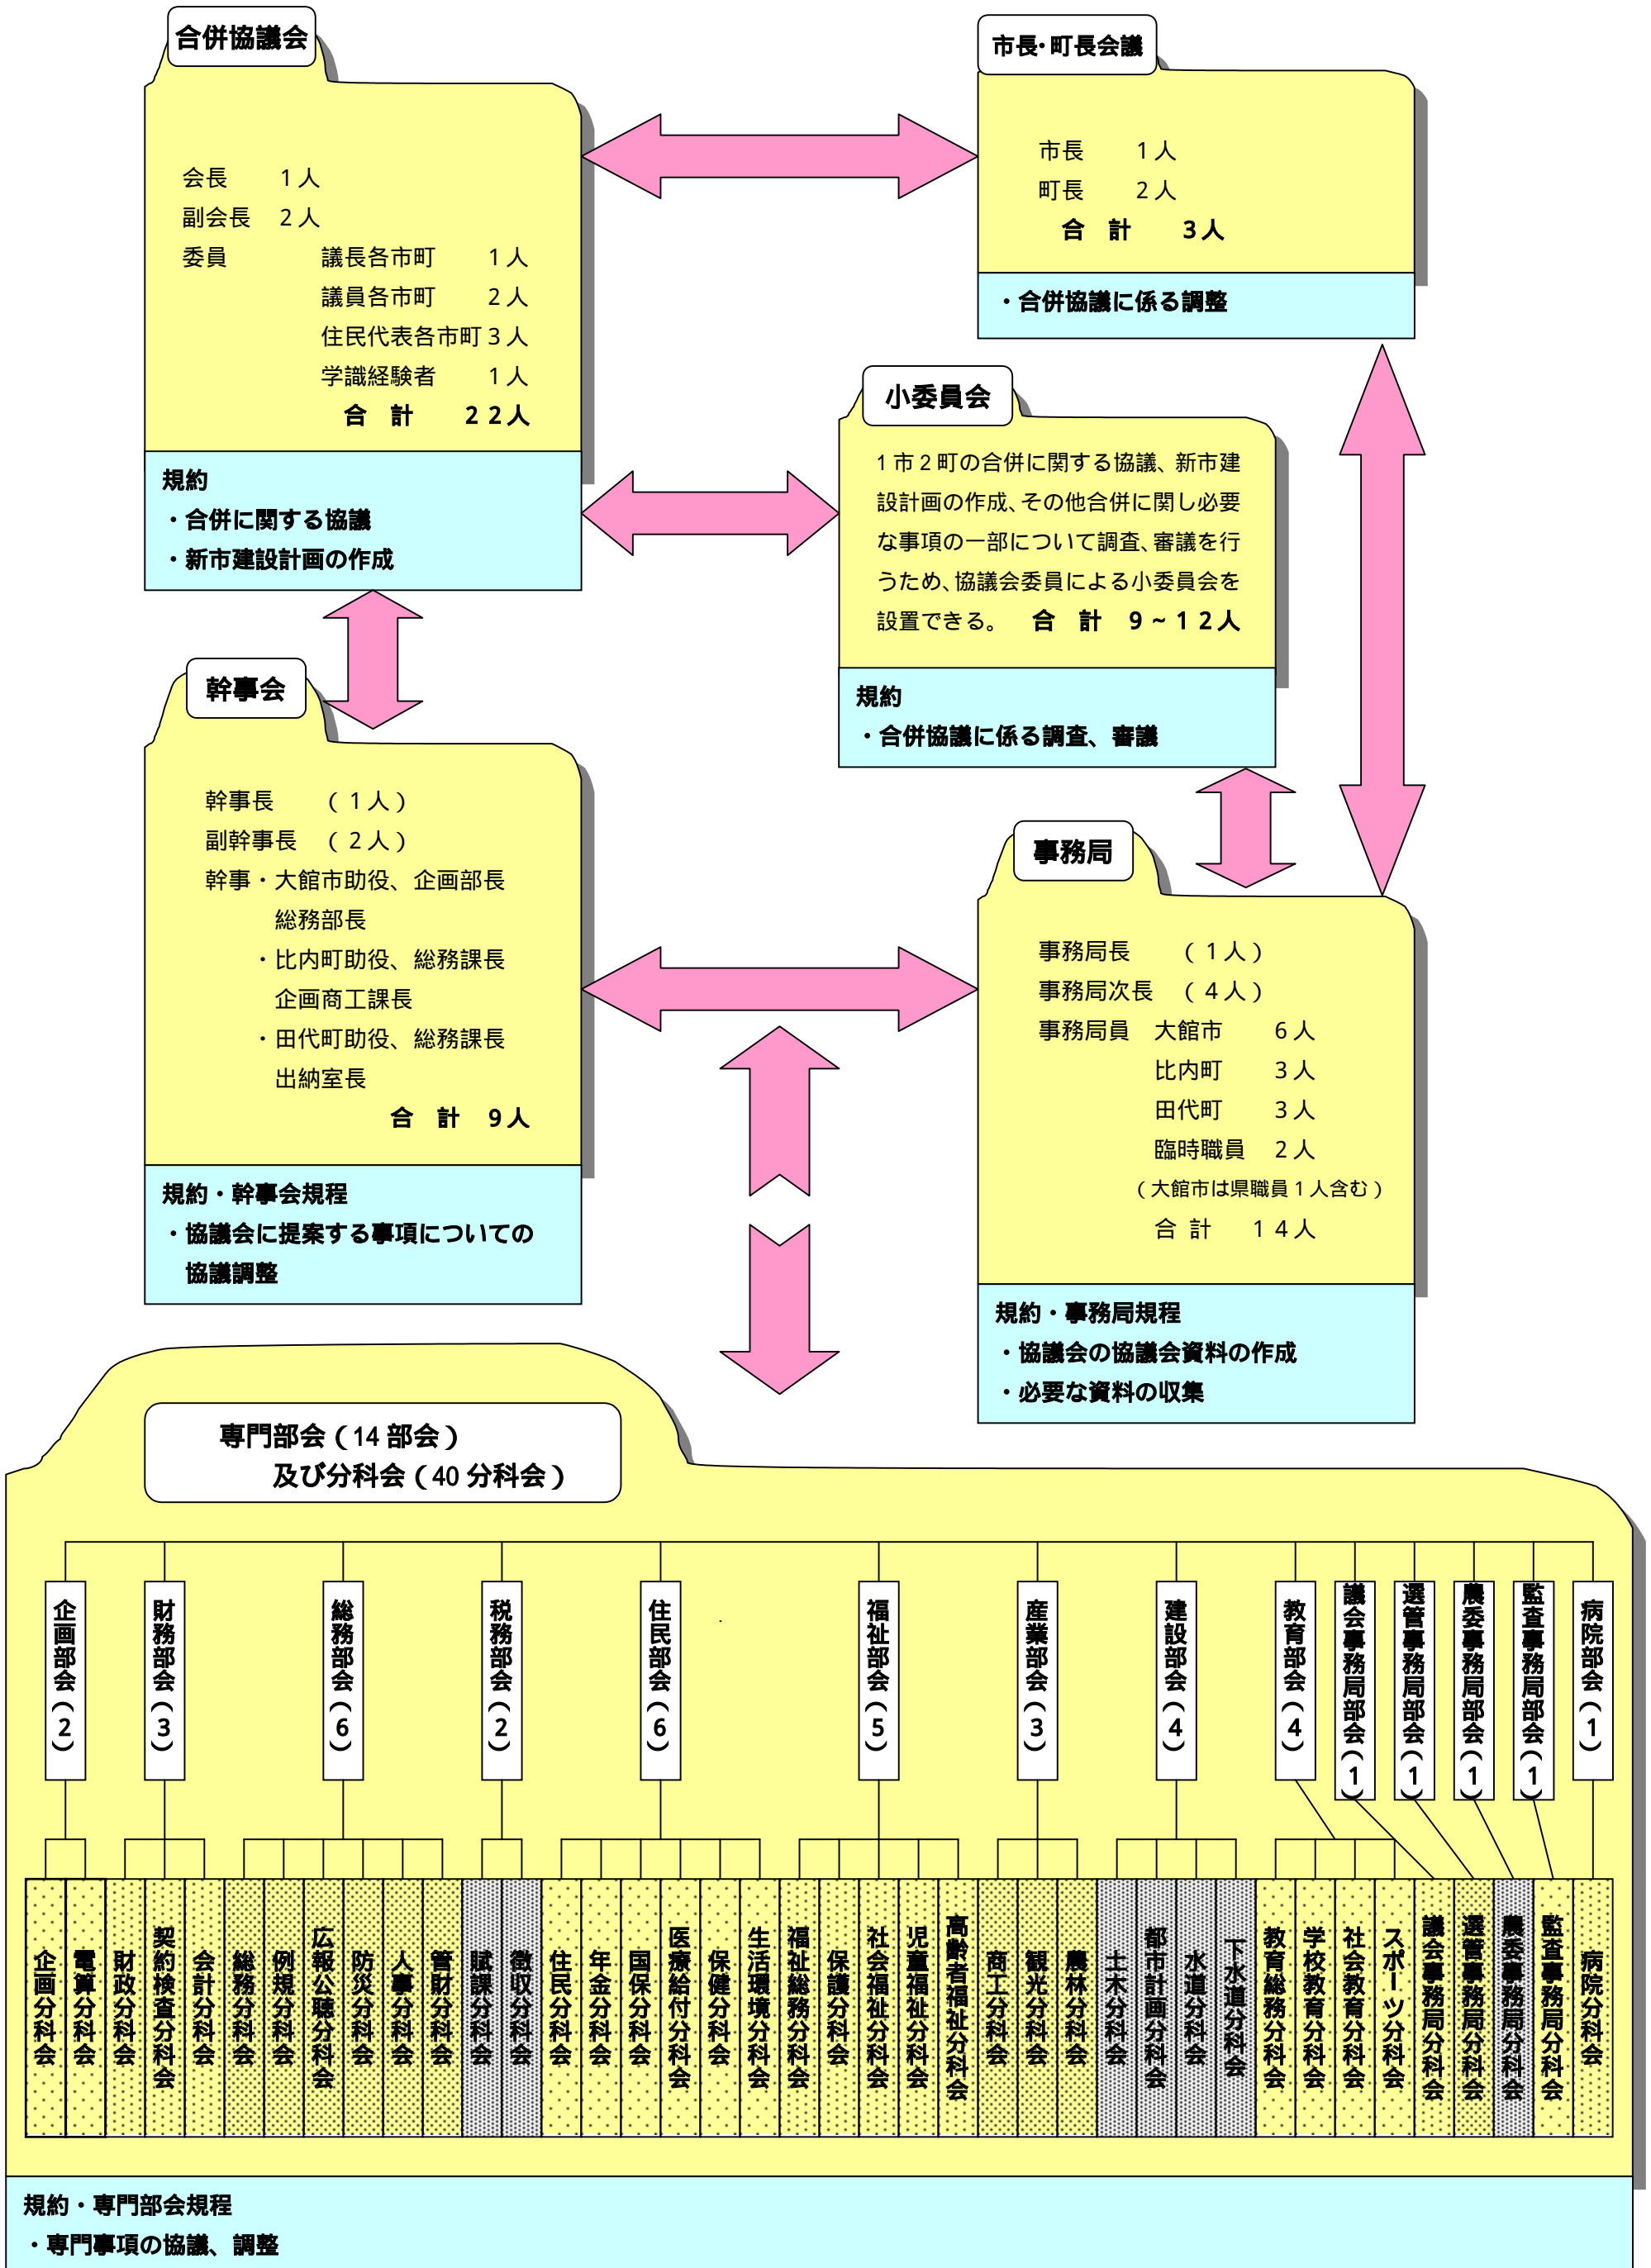 合併協議会
会長　　1人
副会長　2人
委員　　　　議長各市町　　1人
議員各市町　　2人
住民代表各市町3人
学識経験者　　1人
合　計　　22人
規約
・合併に関する協議
・新市建設計画の作成
市長・町長会議
市長　　1人
町長　　2人
合　計　　3人
・合併協議に係る調整
小委員会
1市2町の合併に関する協議、新市建
設計画の作成、その他合併に関し必要
な事項の一部について調査、審議を行
うため、協議会委員による小委員会を
設置できる。　合　計　9~12人
規約
・合併協議に係る調査、審議
幹事会
幹事長　　（1人）
副幹事長　（2人）
幹事・大館市助役、企画部長
総務部長
・比内町助役、総務課長
企画商工課長
・田代町助役、総務課長
出納室長
合　計　9人
規約・幹事会規程
・協議会に提案する事項についての
協議調整
事務局
事務局長　　（1人）
事務局次長　（4人）
事務局員　大館市　　6人
比内町　　3人
田代町　　3人
臨時職員　2人
（大館市は県職員1人含む）
合 計　14人
規約・事務局規程
・協議会の協議会資料の作成
・必要な資料の収集
専門部会（14部会）
及び分科会（40分科会）
企画部会（2）
財務部会（3）
総務部会（6）
税務部会（2）
住民部会（6）
福祉部会（5）
産業部会（3）
建設部会（4）
教育部会（4）
議会事務局部会（1）
選管事務局部会（1）
農委事務局部会（1）
監査事務局部会（1）
病院部会（1）
企画分科会
電算分科会
財政分科会
契約検査分科会
会計分科会
総務分科会
例規分科会
広報公聴分科会
防災分科会
人事分科会
管財分科会
賦課分科会
徴収分科会
住民分科会
年金分科会
国保分科会
医療給付分科会
保健分科会
生活環境分科会
福祉総務分科会
保護分科会
社会福祉分科会
児童福祉分科会
高齢者福祉分科会
商工分科会
観光分科会
農林分科会
土木分科会
都市計画分科会
水道分科会
下水道分科会
教育総務分科会
学校教育分科会
社会教育分科会
スポーツ分科会
議会事務局分科会
選管事務局分科会
農委事務局分科会
監査事務局分科会
病院分科会
規約・専門部会規程
・専門事項の協議、調整